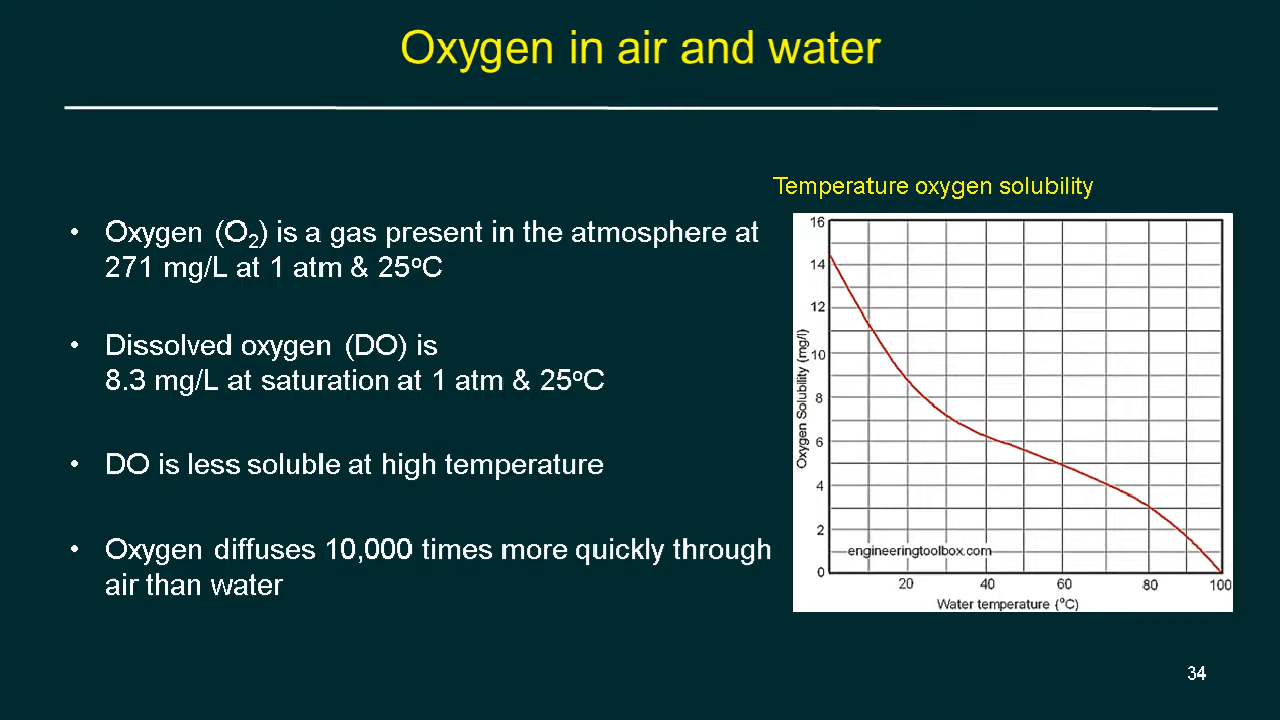 Oxygen in air and water
• Oxygen (O₂) is a gas present in the atmosphere at
271 mg/L at 1 atm & 25ºC
• Dissolved oxygen (DO) is
8.3 mg/L at saturation at 1 atm & 25ºC
• DO is less soluble at high temperature
• Oxygen diffuses 10,000 times more quickly through
air than water
Temperature oxygen solubility
Oxygen Solubility (mg/l)
16
14
12
10
8
6
4
2
0
engineeringtoolbox.com
20 40 60 80 100
Water temperature (°C)
34